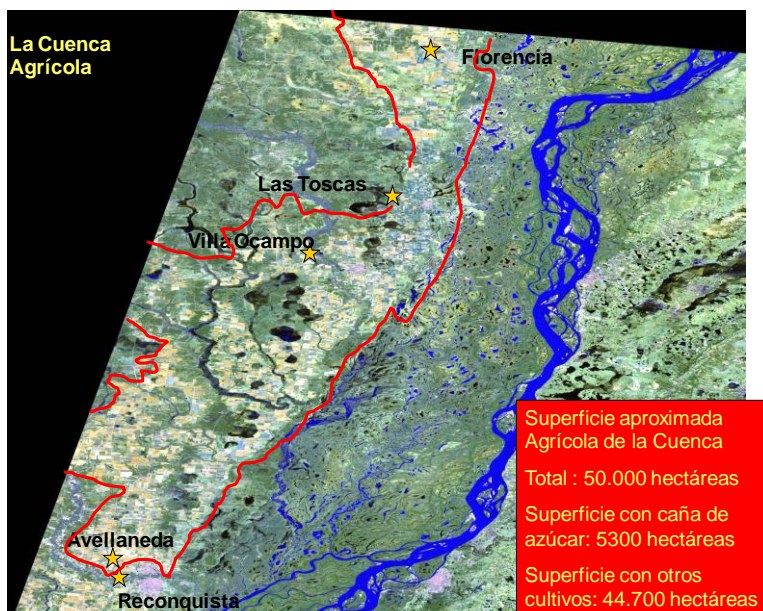 La Cuenca
Agrícola
Florencia
Las Toscas
Villa Ocampo
Avellaneda
Reconquista
Superficie aproximada
Agrícola de la Cuenca
Total : 50.000 hectáreas
Superficie con caña de
azúcar: 5300 hectáreas
Superficie con otros
cultivos: 44.700 hectáreas